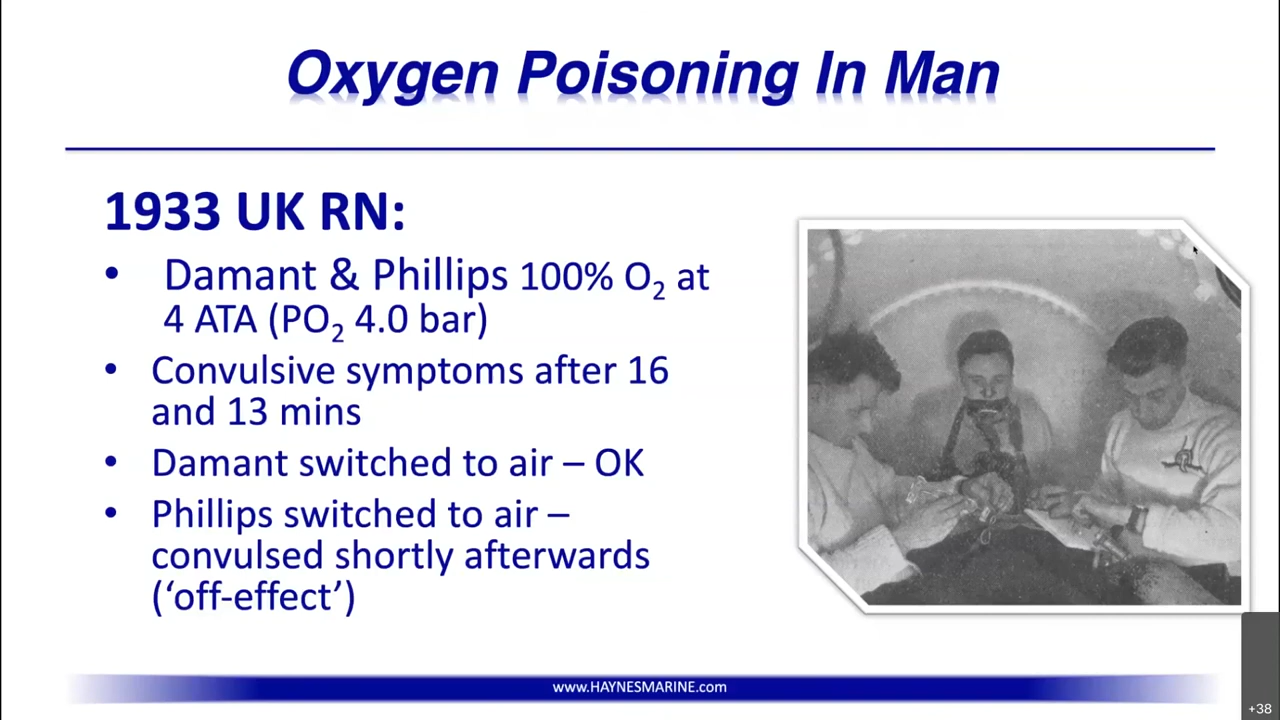 Oxygen Poisoning In Man
1933 UK RN:
• Damant & Phillips 100% O₂ at
4 ATA (PO₂ 4.0 bar)
• Convulsive symptoms after 16
and 13 mins
• Damant switched to air – OK
• Phillips switched to air –
convulsed shortly afterwards
(‘off-effect’)
www.HAYNESMARINE.com
+38